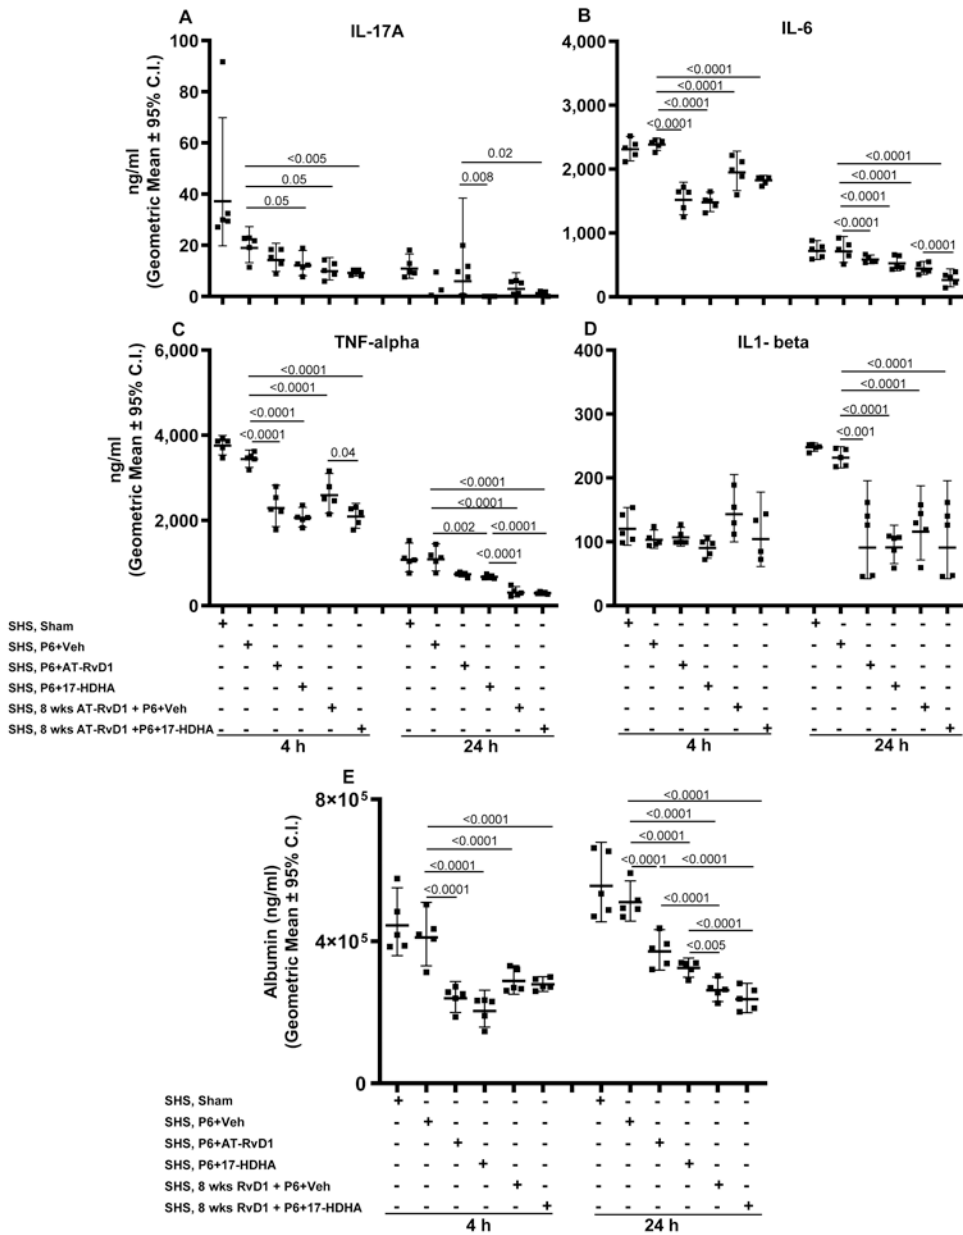 A
IL-17A
100
80
60
40
20
0
ng/ml
(Geometric Mean ± 95% C.I.)
<0.005
0.05
0.05
0.02
0.008
B
IL-6
4,000
3,000
2,000
1,000
0
<0.0001
<0.0001
<0.0001
<0.0001
<0.0001
<0.0001
<0.0001
<0.0001
<0.0001
C
TNF-alpha
6,000
4,000
2,000
0
ng/ml
(Geometric Mean ± 95% C.I.)
<0.0001
<0.0001
<0.0001
<0.0001
0.04
<0.0001
<0.0001
0.002
<0.0001
<0.0001
D
IL1- beta
400
300
200
100
0
<0.0001
<0.0001
<0.0001
<0.001
SHS, Sham + - - - - - + - - - - - + - - - - - + - - - - -
SHS, P6+Veh - + - - - - - + - - - - - + - - - - - + - - - -
SHS, P6+AT-RvD1 - - + - - - - - + - - - - - + - - - - - + - - -
SHS, P6+17-HDHA - - - + - - - - - + - - - - - + - - - - - + - -
SHS, 8 wks AT-RvD1 + P6+Veh - - - - + - - - - - + - - - - - + - - - - - + -
SHS, 8 wks AT-RvD1 +P6+17-HDHA - - - - - + - - - - - + - - - - - + - - - - - +
4 h 24 h 4 h 24 h
E
8×10⁵
4×10⁵
0
Albumin (ng/ml)
(Geometric Mean ± 95% C.I.)
<0.0001
<0.0001
<0.0001
<0.0001
<0.0001
<0.0001
<0.0001
<0.0001 <0.0001
<0.0001
<0.0001
<0.005
SHS, Sham + - - - - - + - - - - -
SHS, P6+Veh - + - - - - - + - - - -
SHS, P6+AT-RvD1 - - + - - - - - + - - -
SHS, P6+17-HDHA - - - + - - - - - + - -
SHS, 8 wks RvD1 + P6+Veh - - - - + - - - - - + -
SHS, 8 wks RvD1 + P6+17-HDHA - - - - - + - - - - - +
4 h 24 h